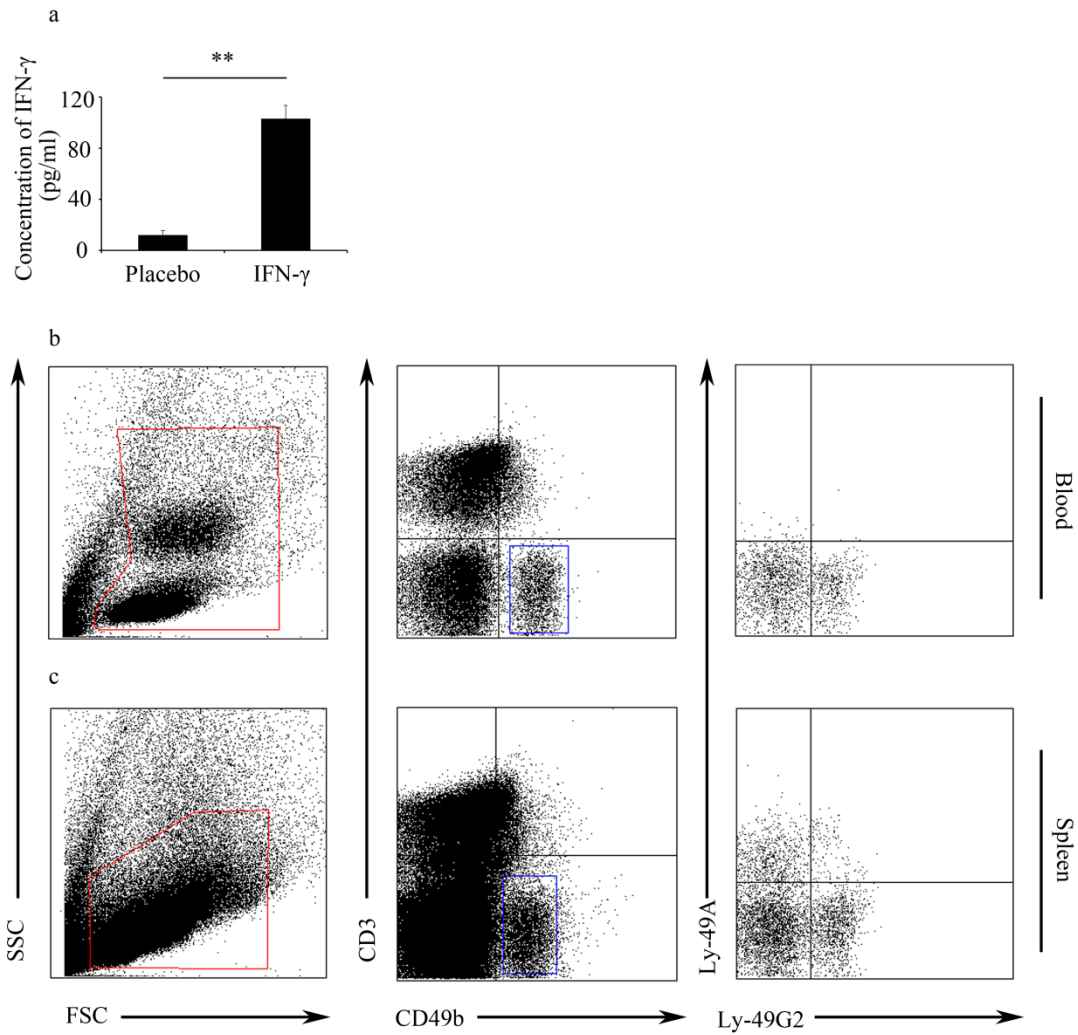 a
**
Concentration of IFN-γ
(pg/ml)
120
80
40
0
Placebo
IFN-γ
b
Blood
c
Spleen
SSC
CD3
Ly-49A
FSC
CD49b
Ly-49G2